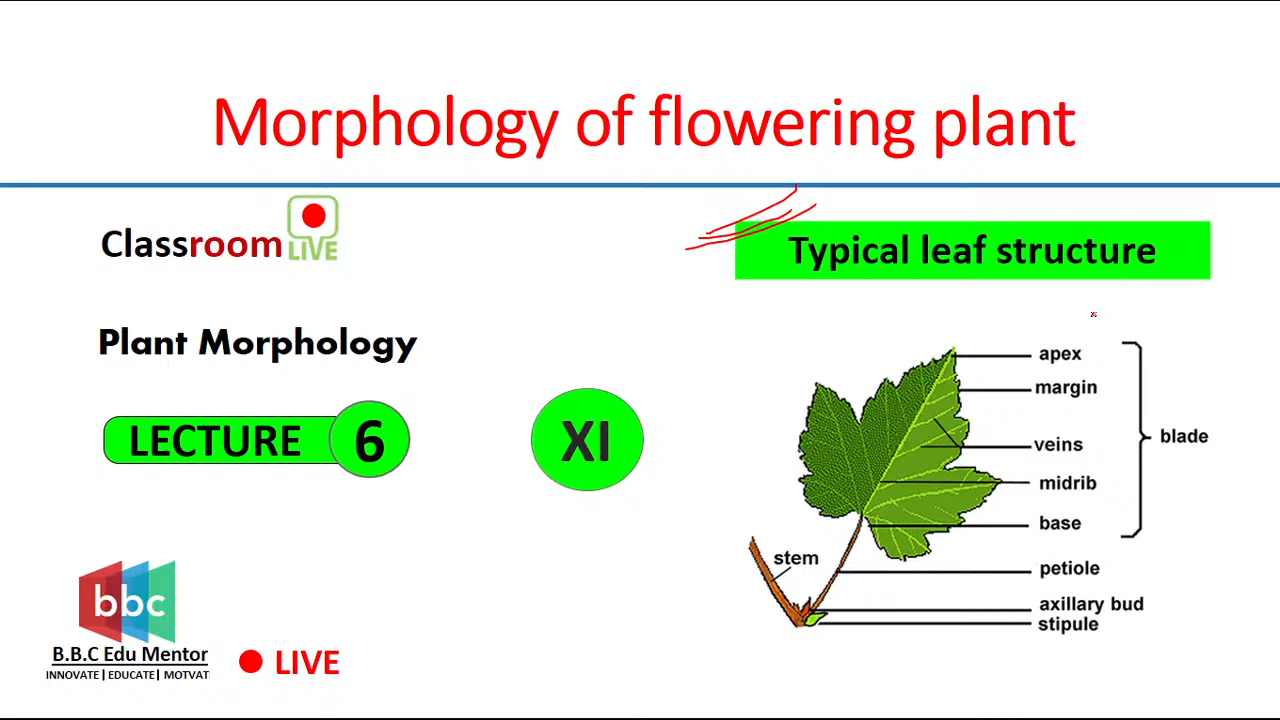 Morphology of flowering plant
Classroom
LIVE
Typical leaf structure
Plant Morphology
LECTURE 6
XI
apex
margin
veins
blade
midrib
base
stem
petiole
axillary bud
stipule
bbc
B.B.C Edu Mentor
INNOVATE | EDUCATE | MOTVAT
LIVE